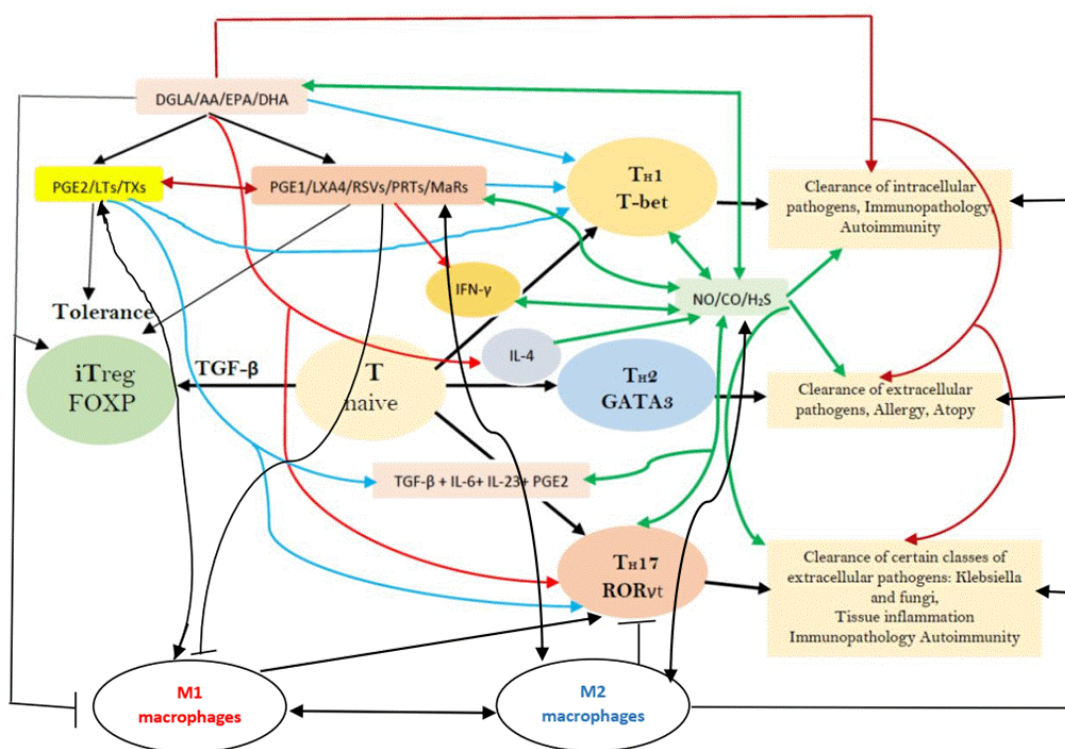 DGLA/AA/EPA/DHA
PGE2/LTs/TXs
PGE1/LXA4/RSVs/PRTs/MaRs
TH1
T-bet
Clearance of intracellular
pathogens, Immunopathology
Autoimmunity
IFN-γ
NO/CO/H₂S
Tolerance
IL-4
iTreg
FOXP
TGF-β
T
naive
TH2
GATA3
Clearance of extracellular
pathogens, Allergy, Atopy
TGF-β + IL-6+ IL-23+ PGE2
TH17
RORγt
Clearance of certain classes of
extracellular pathogens: Klebsiella
and fungi,
Tissue inflammation
Immunopathology Autoimmunity
M1
macrophages
M2
macrophages